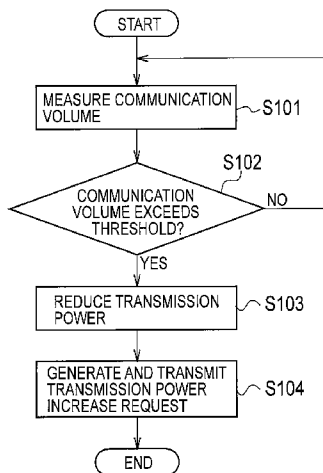 START
MEASURE COMMUNICATION
VOLUME
S101
S102
COMMUNICATION
VOLUME EXCEEDS
THRESHOLD?
NO
YES
REDUCE TRANSMISSION
POWER
S103
GENERATE AND TRANSMIT
TRANSMISSION POWER
INCREASE REQUEST
S104
END